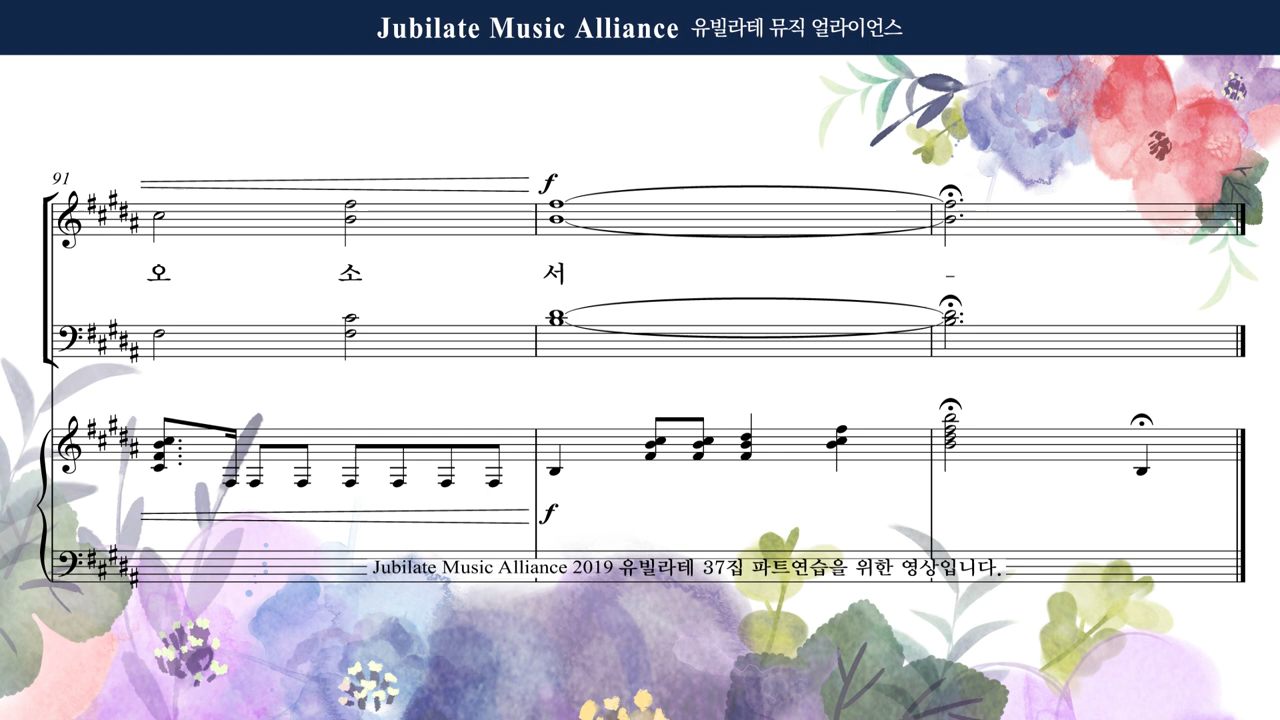 Jubilate Music Alliance 유빌라테 뮤직 얼라이언스
91
f
오 소 서 -
f
Jubilate Music Alliance 2019 유빌라테 37집 파트연습을 위한 영상입니다.